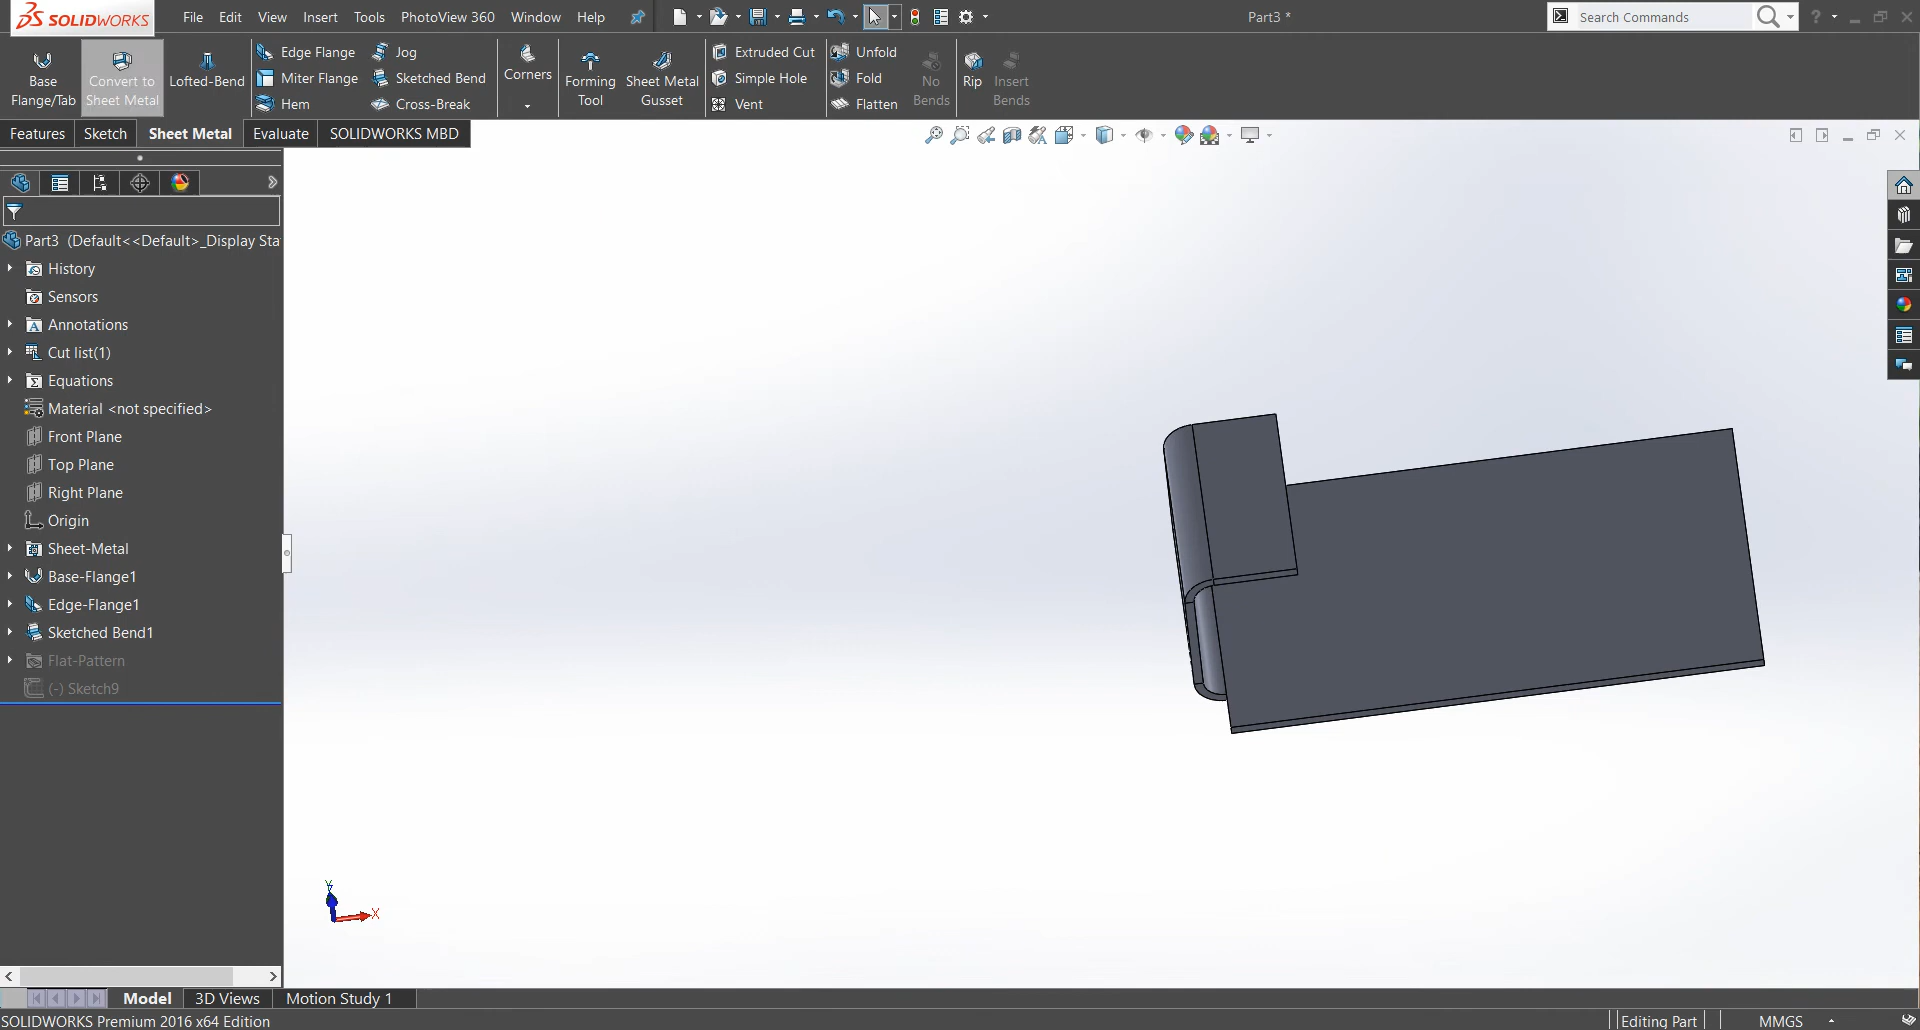 SOLIDWORKS File Edit View Insert Tools PhotoView 360 Window Help Part3 * Search Commands ?
Base Flange/Tab
Convert to Sheet Metal
Lofted-Bend
Edge Flange
Miter Flange
Hem
Jog
Sketched Bend
Cross-Break
Corners
Forming Tool
Sheet Metal Gusset
Extruded Cut
Simple Hole
Vent
Unfold
Fold
Flatten
No Bends
Rip
Insert Bends
Features Sketch Sheet Metal Evaluate SOLIDWORKS MBD
Part3 (Default<<Default>_Display Sta
History
Sensors
Annotations
Cut list(1)
Equations
Material <not specified>
Front Plane
Top Plane
Right Plane
Origin
Sheet-Metal
Base-Flange1
Edge-Flange1
Sketched Bend1
Flat-Pattern
(-) Sketch9
Y
X
Model 3D Views Motion Study 1
SOLIDWORKS Premium 2016 x64 Edition Editing Part MMGS